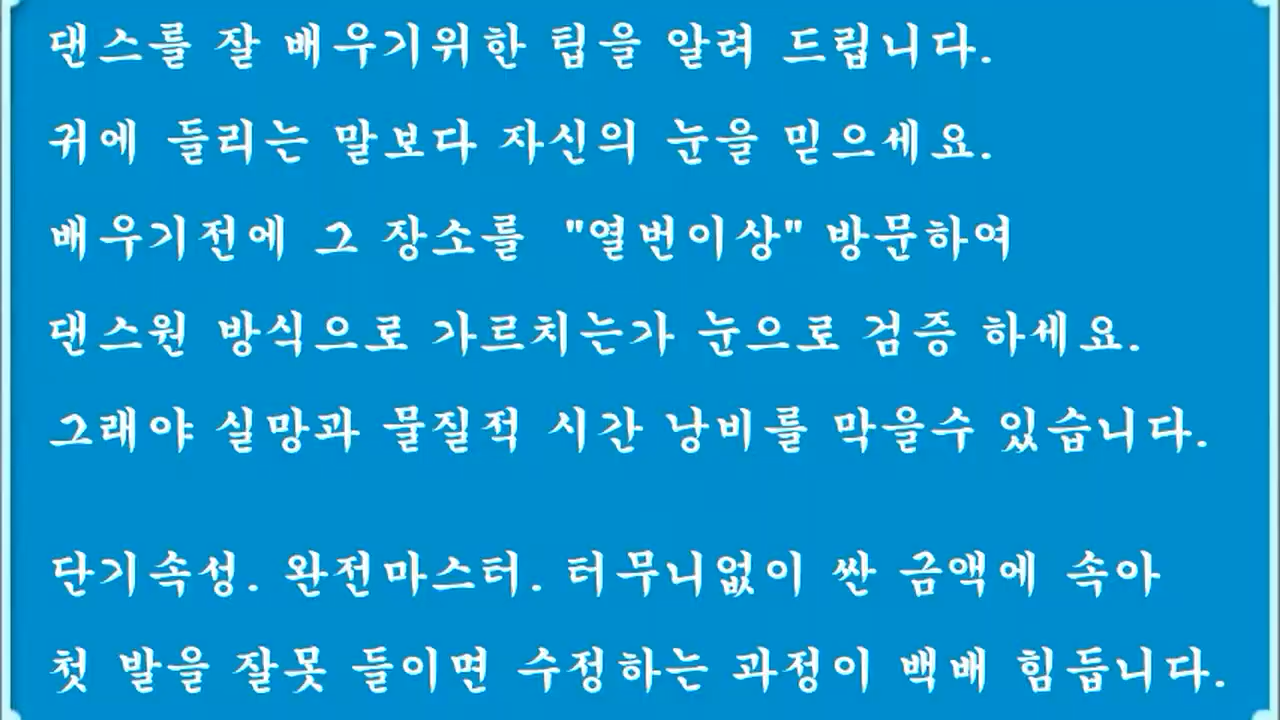 댄스를 잘 배우기위한 팁을 알려 드립니다.
귀에 들리는 말보다 자신의 눈을 믿으세요.
배우기전에 그 장소를 "열번이상" 방문하여
댄스원 방식으로 가르치는가 눈으로 검증 하세요.
그래야 실망과 물질적 시간 낭비를 막을수 있습니다.
단기속성. 완전마스터. 터무니없이 싼 금액에 속아
첫 발을 잘못 들이면 수정하는 과정이 백배 힘듭니다.